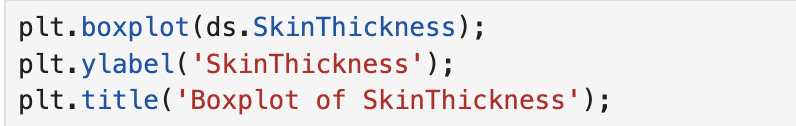 plt.boxplot(ds.SkinThickness);
plt.ylabel('SkinThickness');
plt.title('Boxplot of SkinThickness');